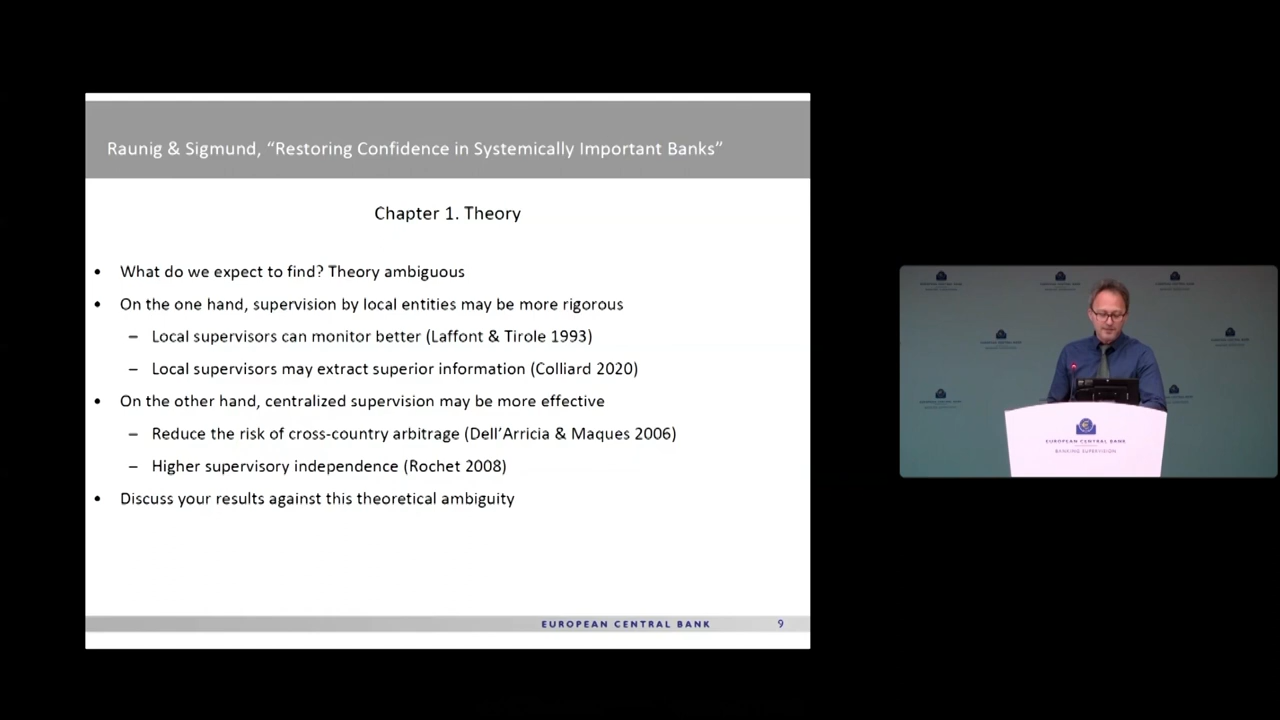 Raunig & Sigmund, “Restoring Confidence in Systemically Important Banks”
Chapter 1. Theory
• What do we expect to find? Theory ambiguous
• On the one hand, supervision by local entities may be more rigorous
– Local supervisors can monitor better (Laffont & Tirole 1993)
– Local supervisors may extract superior information (Colliard 2020)
• On the other hand, centralized supervision may be more effective
– Reduce the risk of cross-country arbitrage (Dell’Arricia & Maques 2006)
– Higher supervisory independence (Rochet 2008)
• Discuss your results against this theoretical ambiguity
EUROPEAN CENTRAL BANK 9
EUROPEAN CENTRAL BANK
BANKING SUPERVISION